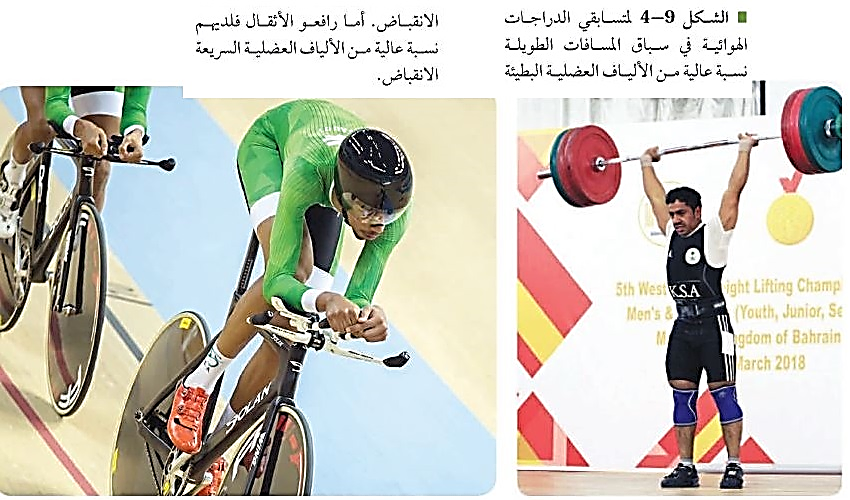 ■ الشكل 9-4 لمتسابقي الدراجات
الهوائية في سباق المسافات الطويلة
نسبة عالية من الألياف العضلية البطيئة
الانقباض. أما رافعو الأثقال فلديهم
نسبة عالية من الألياف العضلية السريعة
الانقباض.
SOLAN
K.S.A
5th West ight Lifting Champi
Men's & (Youth, Junior, Se
gdom of Bahrain
March 2018